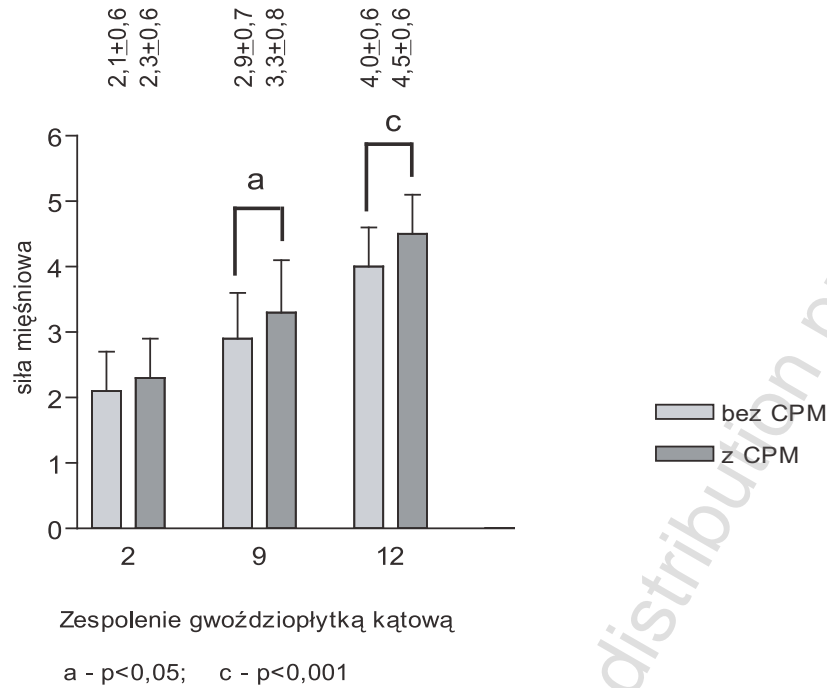 2,1±0,6
2,3±0,6
2,9±0,7
3,3±0,8
4,0±0,6
4,5±0,6
6
5
4
3
2
1
0
siła mięśniowa
a
c
2
9
12
bez CPM
z CPM
Zespolenie gwoździopłytką kątową
a - p<0,05; c - p<0,001
distribution